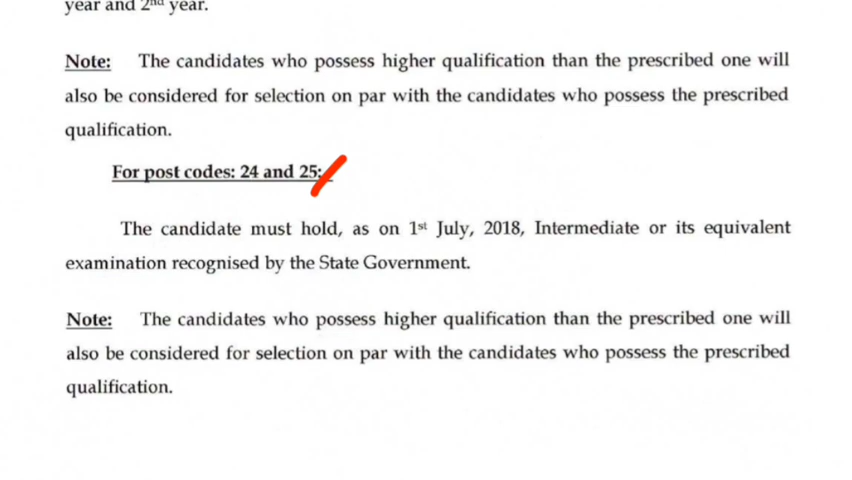 year and 2nd year.
Note: The candidates who possess higher qualification than the prescribed one will
also be considered for selection on par with the candidates who possess the prescribed
qualification.
For post codes: 24 and 25:
The candidate must hold, as on 1st July, 2018, Intermediate or its equivalent
examination recognised by the State Government.
Note: The candidates who possess higher qualification than the prescribed one will
also be considered for selection on par with the candidates who possess the prescribed
qualification.